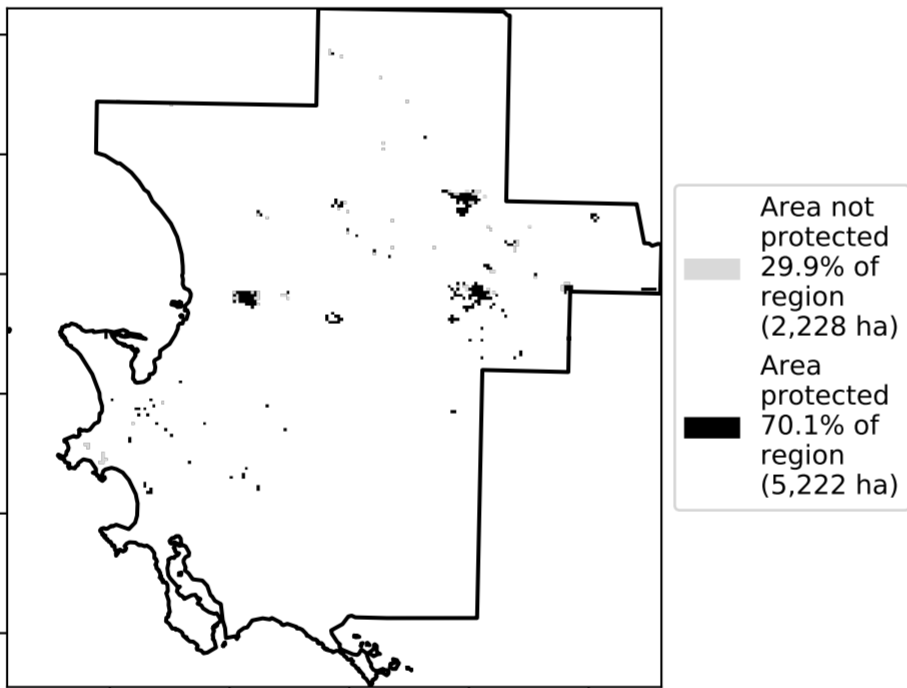 Area not
protected
29.9% of
region
(2,228 ha)
Area
protected
70.1% of
region
(5,222 ha)